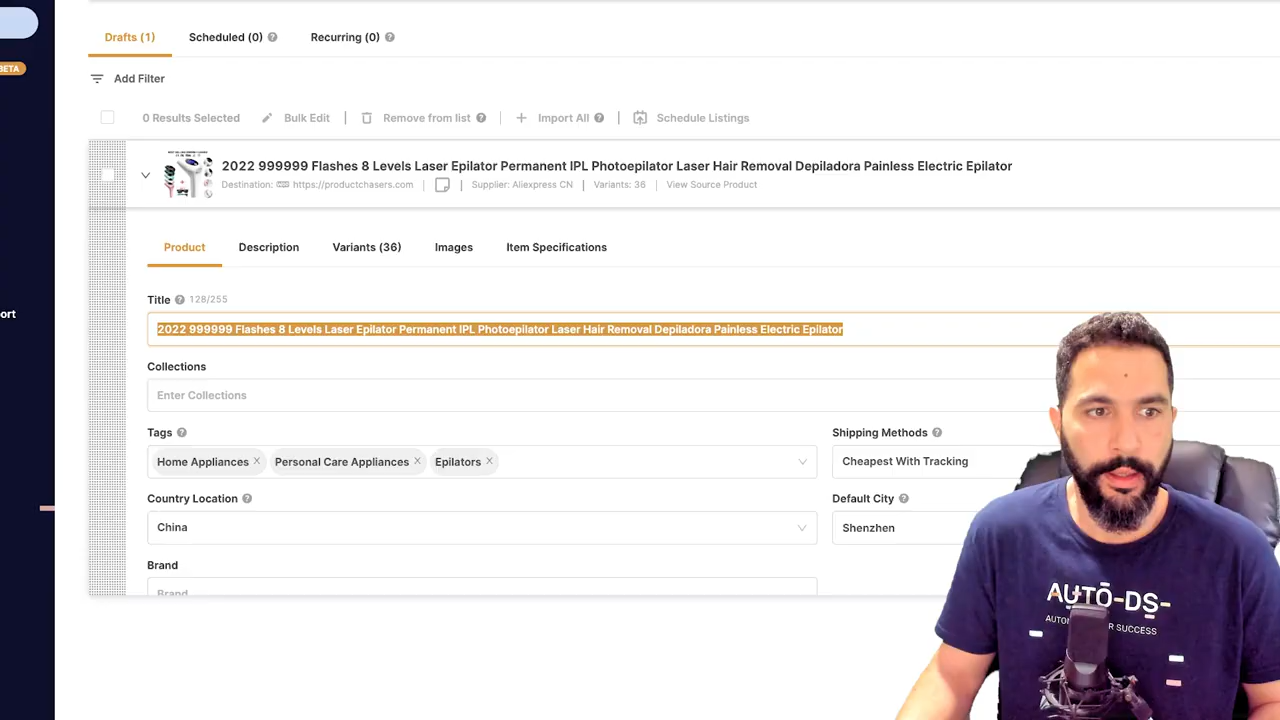 Drafts (1) Scheduled (0) Recurring (0)
BETA
Add Filter
0 Results Selected Bulk Edit | Remove from list | Import All | Schedule Listings
2022 999999 Flashes 8 Levels Laser Epilator Permanent IPL Photoepilator Laser Hair Removal Depiladora Painless Electric Epilator
Destination: https://productchasers.com | | Supplier: Aliexpress CN | Variants: 36 | View Source Product
Product Description Variants (36) Images Item Specifications
Title 128/255
ort
2022 999999 Flashes 8 Levels Laser Epilator Permanent IPL Photoepilator Laser Hair Removal Depiladora Painless Electric Epilator
Collections
Enter Collections
Tags Shipping Methods
Home Appliances × Personal Care Appliances × Epilators × Cheapest With Tracking
Country Location Default City
China Shenzhen
Brand
Brand
AUTO-DS-
SUCCESS